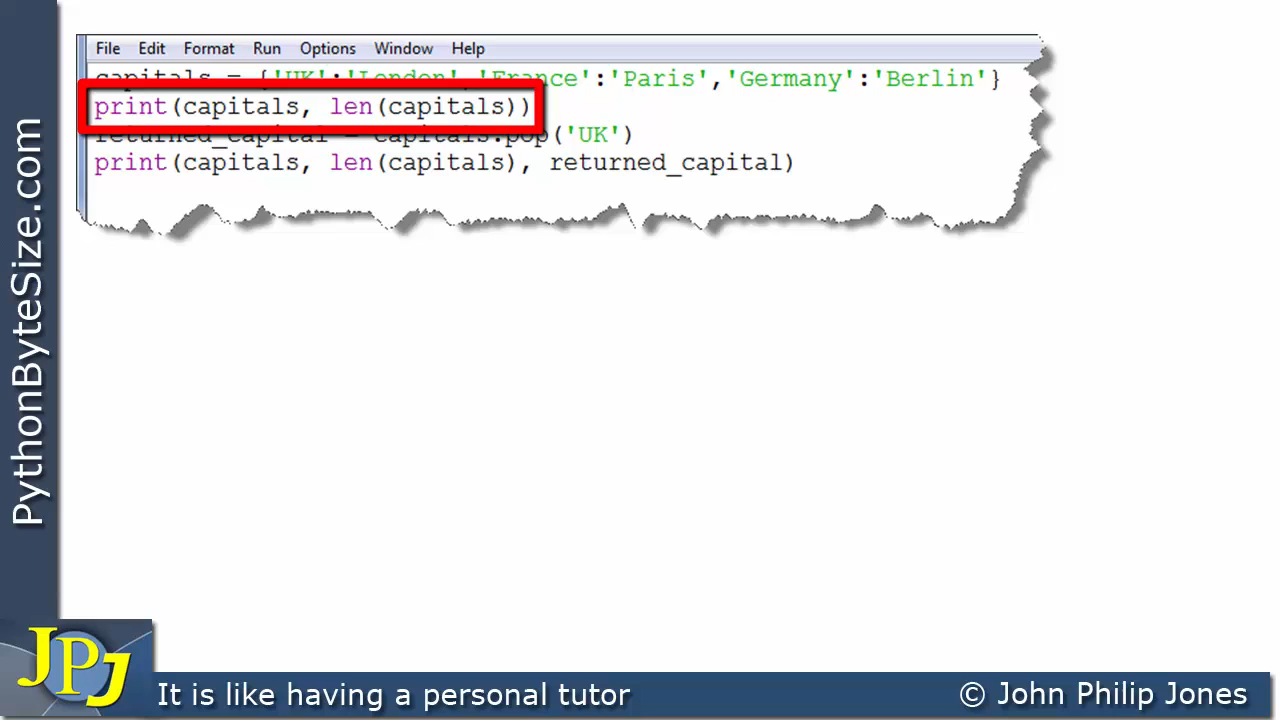 File Edit Format Run Options Window Help
capitals = {'UK':'London','France':'Paris','Germany':'Berlin'}
print(capitals, len(capitals))
returned_capital = capitals.pop('UK')
print(capitals, len(capitals), returned_capital)
PythonByteSize.com
JPJ
It is like having a personal tutor
© John Philip Jones